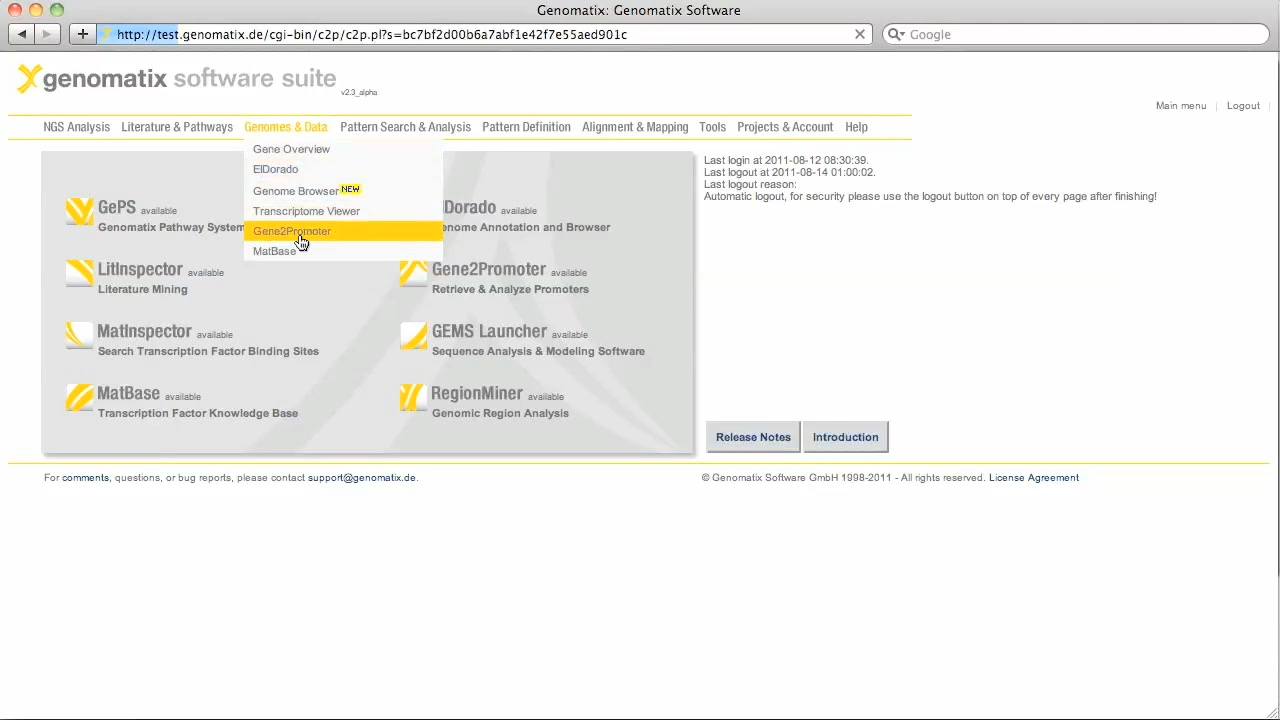 Genomatix: Genomatix Software
http://test.genomatix.de/cgi-bin/c2p/c2p.pl?s=bc7bf2d00b6a7abf1e42f7e55aed901c
Google
genomatix software suite v2.3_alpha
Main menu | Logout |
NGS Analysis Literature & Pathways Genomes & Data Pattern Search & Analysis Pattern Definition Alignment & Mapping Tools Projects & Account Help
Gene Overview
ElDorado
Genome Browser NEW
Transcriptome Viewer
Gene2Promoter
MatBase
GePS available
Genomatix Pathway System
lDorado available
enome Annotation and Browser
LitInspector available
Literature Mining
Gene2Promoter available
Retrieve & Analyze Promoters
MatInspector available
Search Transcription Factor Binding Sites
GEMS Launcher available
Sequence Analysis & Modeling Software
MatBase available
Transcription Factor Knowledge Base
RegionMiner available
Genomic Region Analysis
Last login at 2011-08-12 08:30:39.
Last logout at 2011-08-14 01:00:02.
Last logout reason:
Automatic logout, for security please use the logout button on top of every page after finishing!
Release Notes
Introduction
For comments, questions, or bug reports, please contact support@genomatix.de.
© Genomatix Software GmbH 1998-2011 - All rights reserved. License Agreement